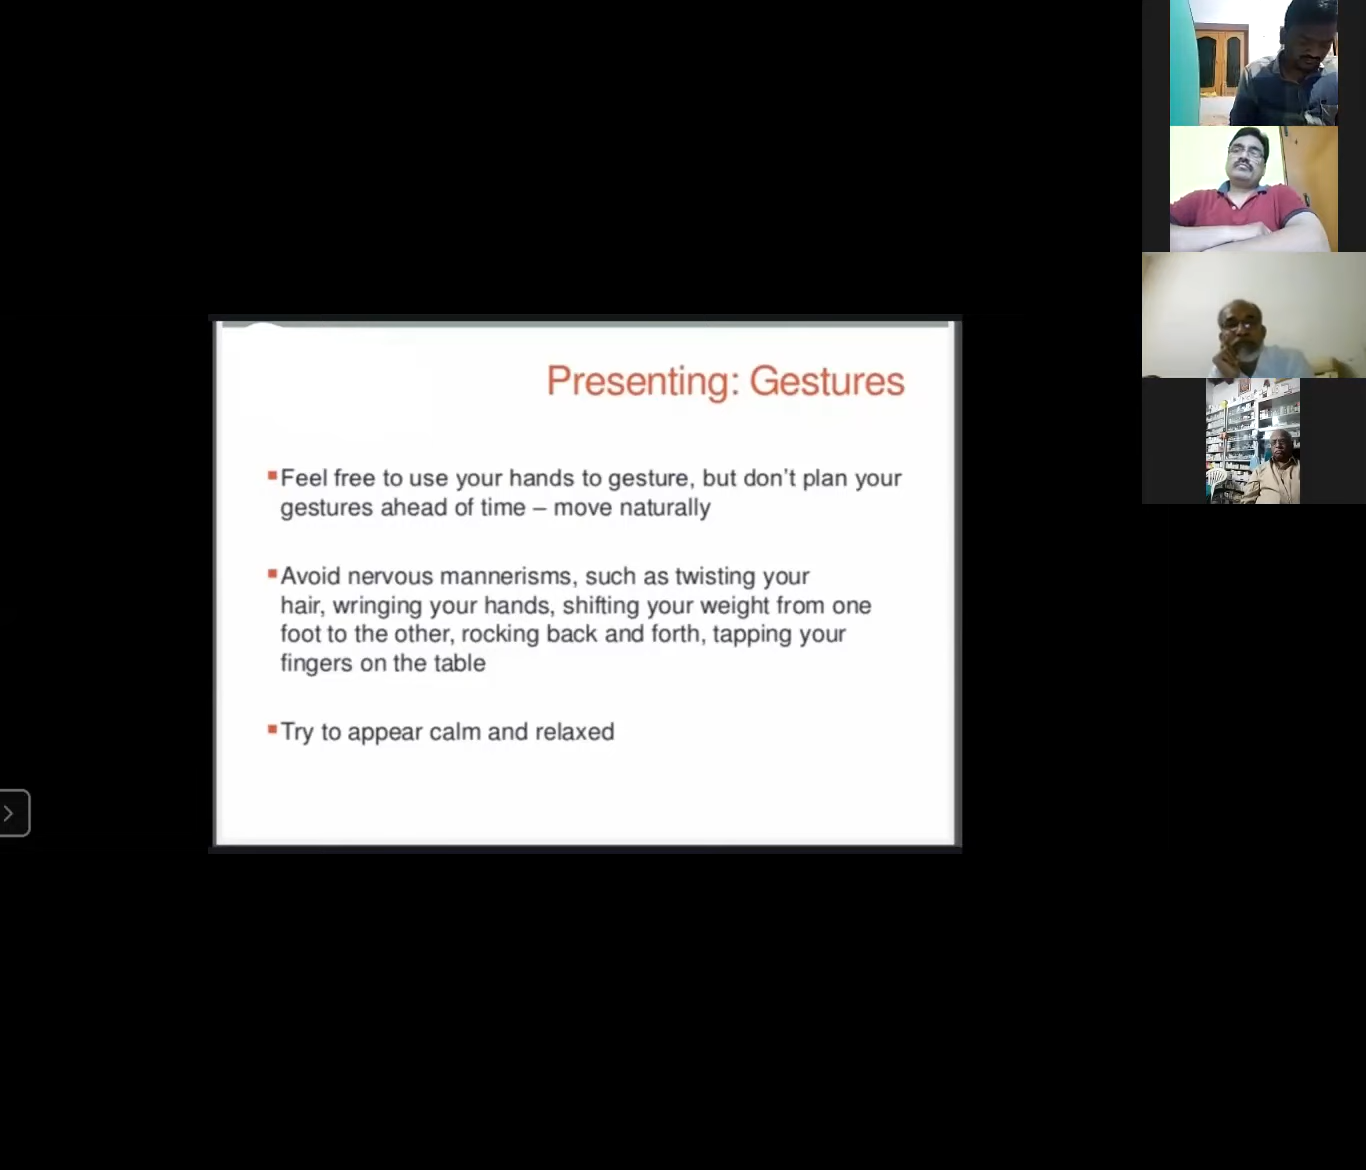 Presenting: Gestures
▪Feel free to use your hands to gesture, but don't plan your
gestures ahead of time – move naturally
▪Avoid nervous mannerisms, such as twisting your
hair, wringing your hands, shifting your weight from one
foot to the other, rocking back and forth, tapping your
fingers on the table
▪Try to appear calm and relaxed